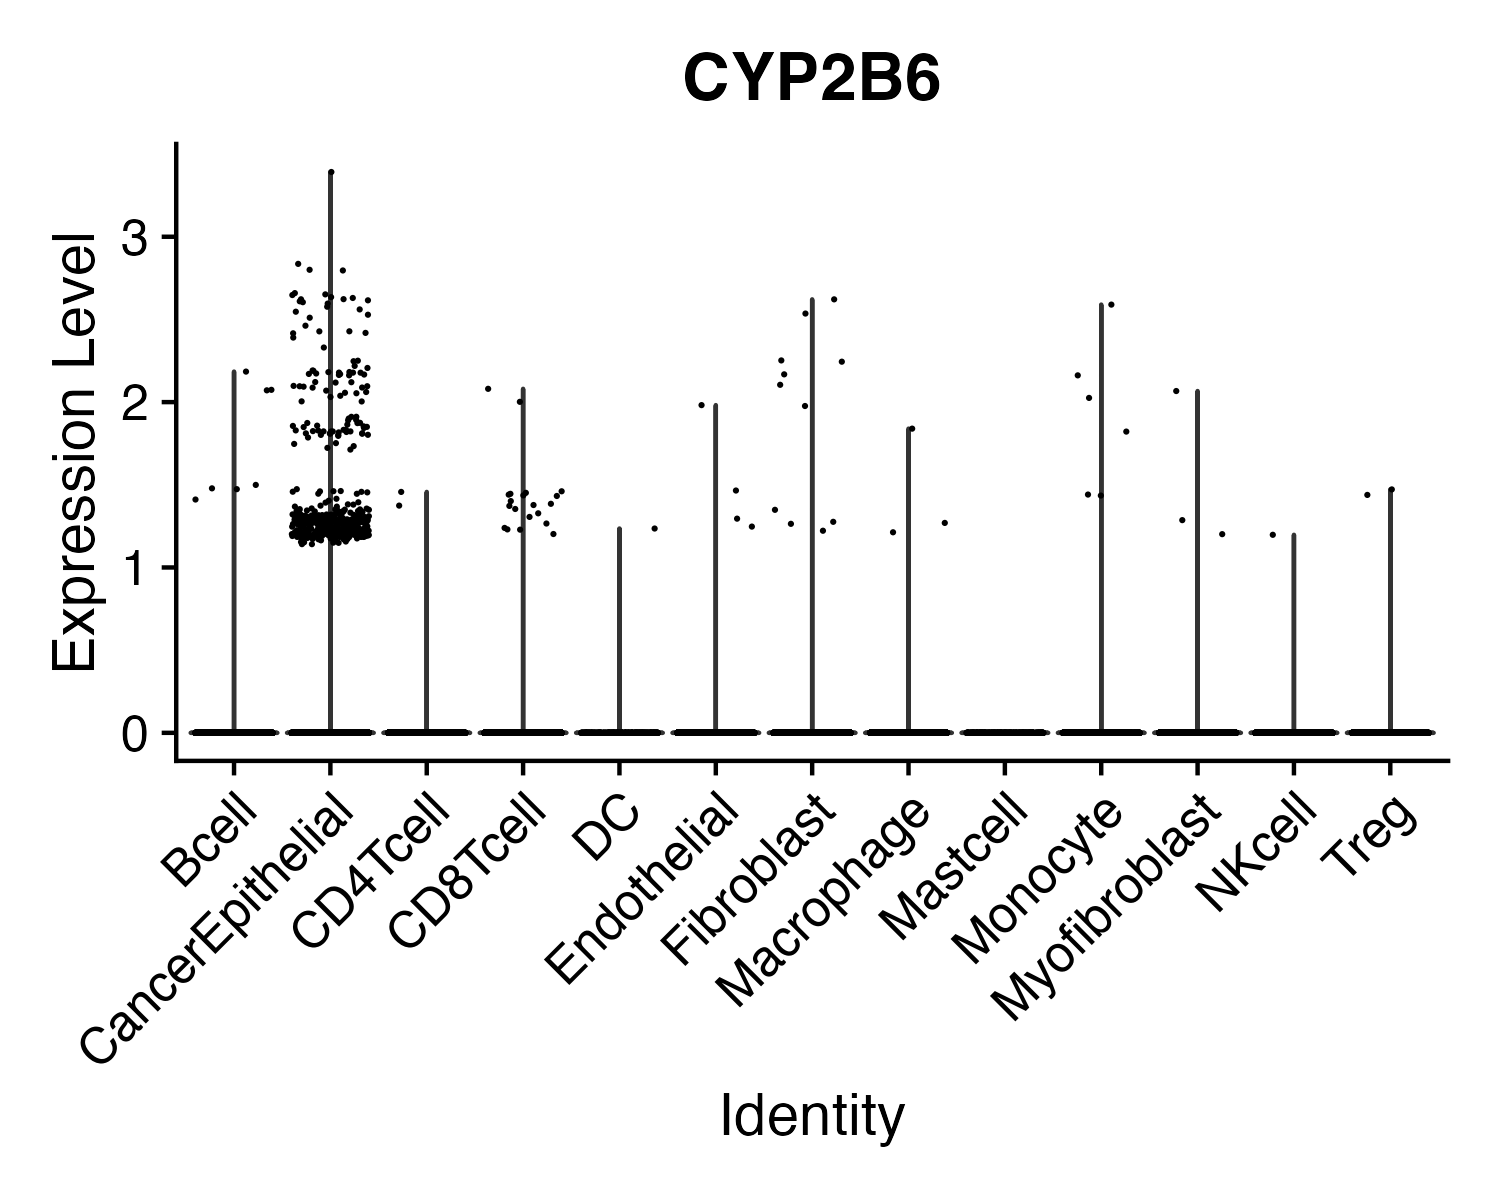 CYP2B6
Expression Level
3
2
1
0
Bcell
CancerEpithelial
CD4Tcell
CD8Tcell
DC
Endothelial
Fibroblast
Macrophage
Mastcell
Monocyte
Myofibroblast
NKcell
Treg
Identity